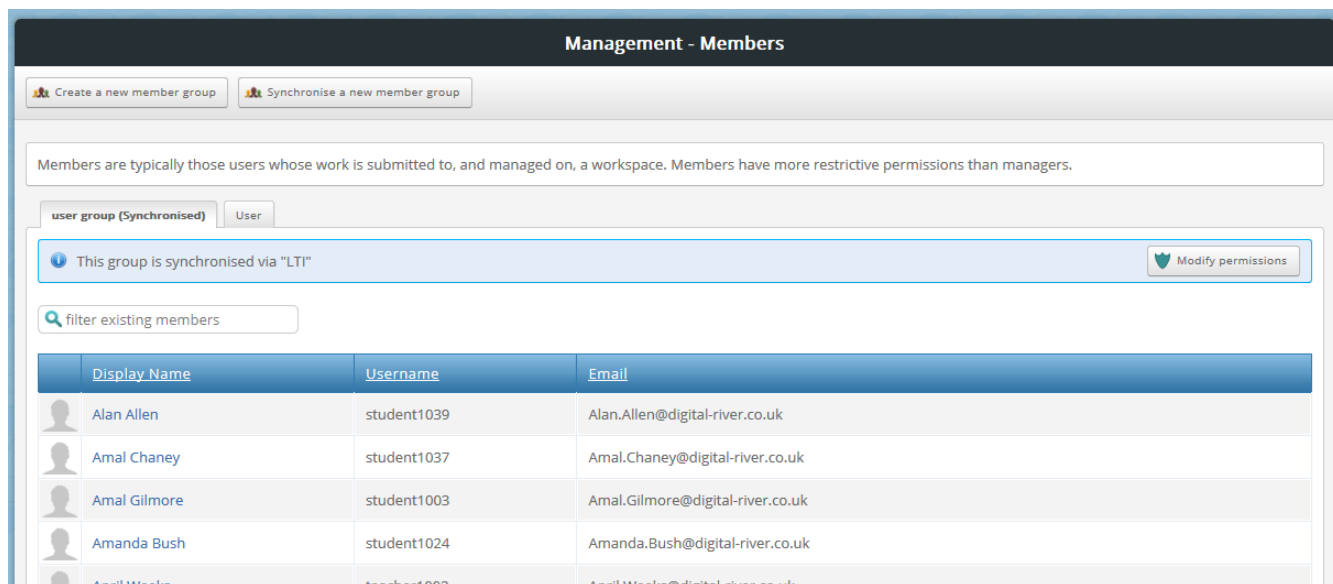 Management - Members
Create a new member group Synchronise a new member group
Members are typically those users whose work is submitted to, and managed on, a workspace. Members have more restrictive permissions than managers.
user group (Synchronised) User
This group is synchronised via "LTI" Modify permissions
filter existing members
Display Name Username Email
Alan Allen student1039 Alan.Allen@digital-river.co.uk
Amal Chaney student1037 Amal.Chaney@digital-river.co.uk
Amal Gilmore student1003 Amal.Gilmore@digital-river.co.uk
Amanda Bush student1024 Amanda.Bush@digital-river.co.uk